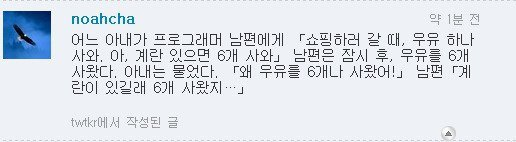 noahcha
약 1분 전
어느 아내가 프로그래머 남편에게 「쇼핑하러 갈 때, 우유 하나
사와. 아, 계란 있으면 6개 사와」 남편은 잠시 후, 우유를 6개
사왔다. 아내는 물었다. 「왜 우유를 6개나 사왔어!」 남편「계
란이 있길래 6개 사왔지…」
twtkr에서 작성된 글